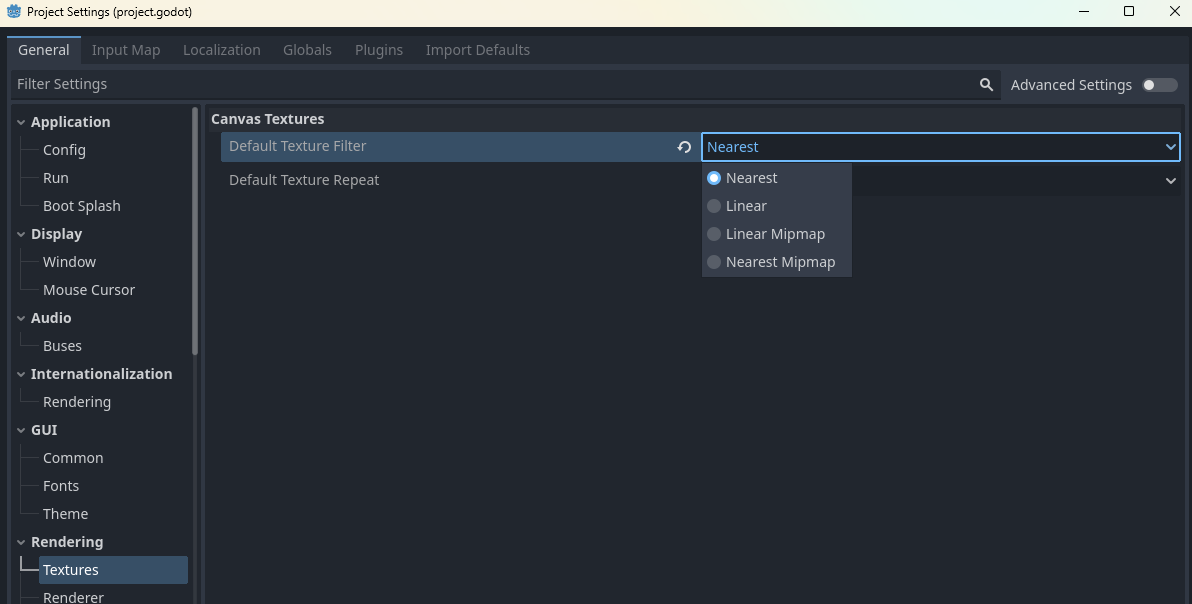 Project Settings (project.godot)
General Input Map Localization Globals Plugins Import Defaults
Filter Settings Advanced Settings
Application
Config
Run
Boot Splash
Display
Window
Mouse Cursor
Audio
Buses
Internationalization
Rendering
GUI
Common
Fonts
Theme
Rendering
Textures
Renderer
Canvas Textures
Default Texture Filter Nearest
Default Texture Repeat
Nearest
Linear
Linear Mipmap
Nearest Mipmap